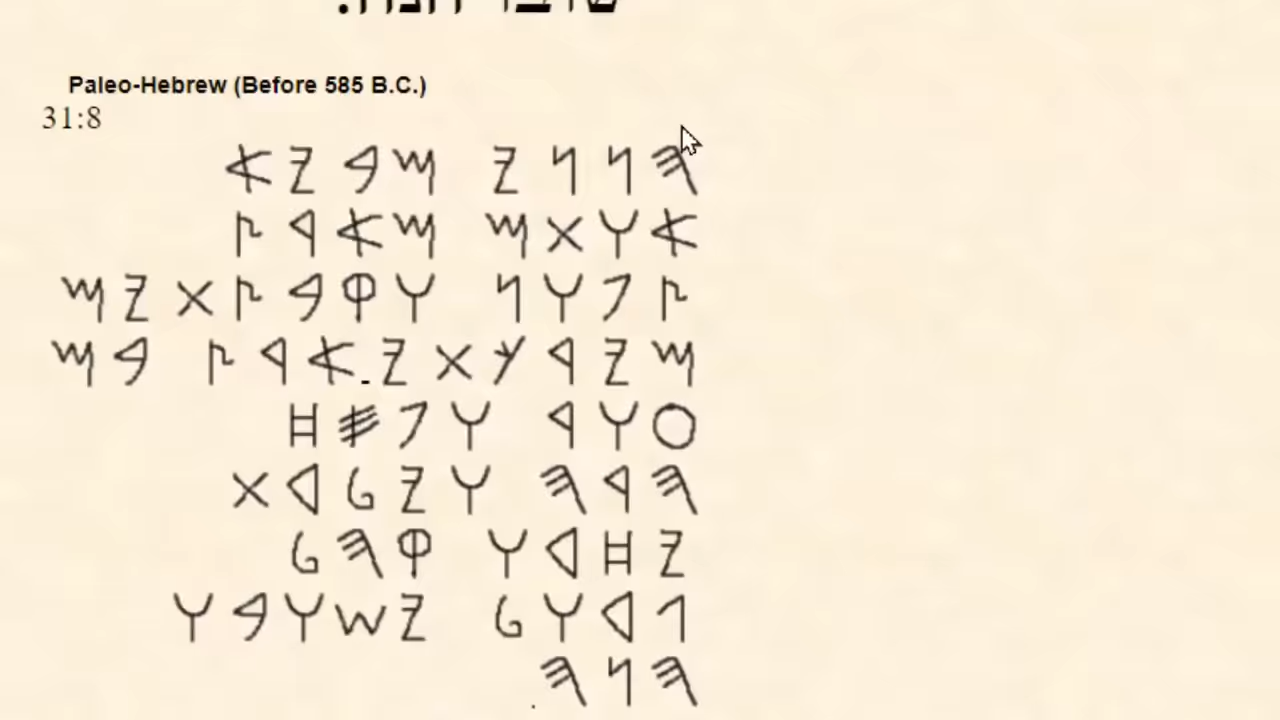 Paleo-Hebrew (Before 585 B.C.)
31:8
𐤄𐤍𐤍𐤉 𐤌𐤁𐤉𐤀
𐤀𐤅𐤕𐤌 𐤌𐤀𐤓𐤑
𐤑𐤐𐤅𐤍 𐤅𐤒𐤁𐤑𐤕𐤉𐤌
𐤌𐤉𐤓𐤊𐤕𐤉-𐤀𐤓𐤑 𐤁𐤌
𐤏𐤅𐤓 𐤅𐤐𐤎𐤇
𐤄𐤓𐤄 𐤅𐤉𐤋𐤃𐤕
𐤉𐤇𐤃𐤅 𐤒𐤄𐤋
𐤂𐤃𐤅𐤋 𐤉𐤔𐤅𐤁𐤅
𐤄𐤍𐤄.